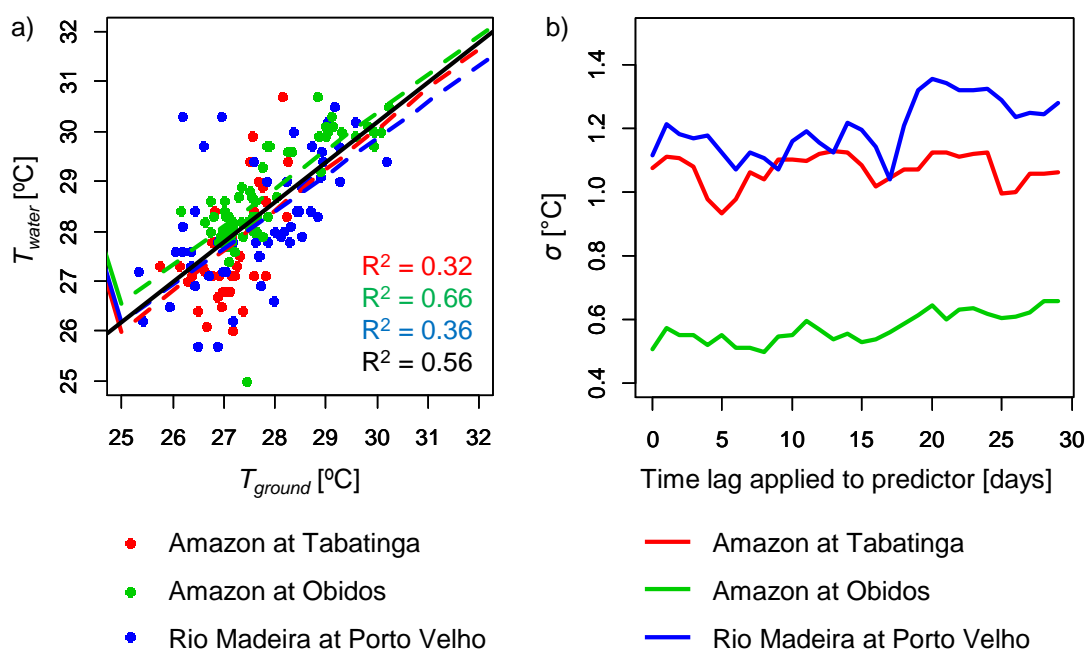 a)
32
31
30
29
28
27
26
25
T_water [ºC]
R² = 0.32
R² = 0.66
R² = 0.36
R² = 0.56
25 26 27 28 29 30 31 32
T_ground [ºC]
Amazon at Tabatinga
Amazon at Obidos
Rio Madeira at Porto Velho
b)
1.4
1.2
1.0
0.8
0.6
0.4
σ [°C]
0 5 10 15 20 25 30
Time lag applied to predictor [days]
Amazon at Tabatinga
Amazon at Obidos
Rio Madeira at Porto Velho